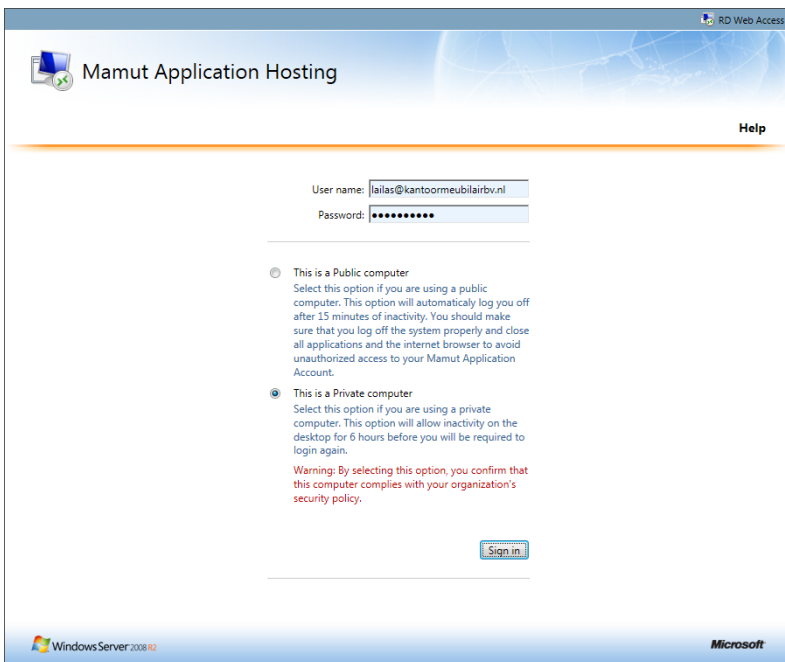 RD Web Access
Mamut Application Hosting
Help
User name: lailas@kantoormeubilairbv.nl
Password: ●●●●●●●●●●
This is a Public computer
Select this option if you are using a public
computer. This option will automaticaly log you off
after 15 minutes of inactivity. You should make
sure that you log off the system properly and close
all applications and the internet browser to avoid
unauthorized access to your Mamut Application
Account.
This is a Private computer
Select this option if you are using a private
computer. This option will allow inactivity on the
desktop for 6 hours before you will be required to
login again.
Warning: By selecting this option, you confirm that
this computer complies with your organization's
security policy.
Sign in
Windows Server 2008 R2
Microsoft